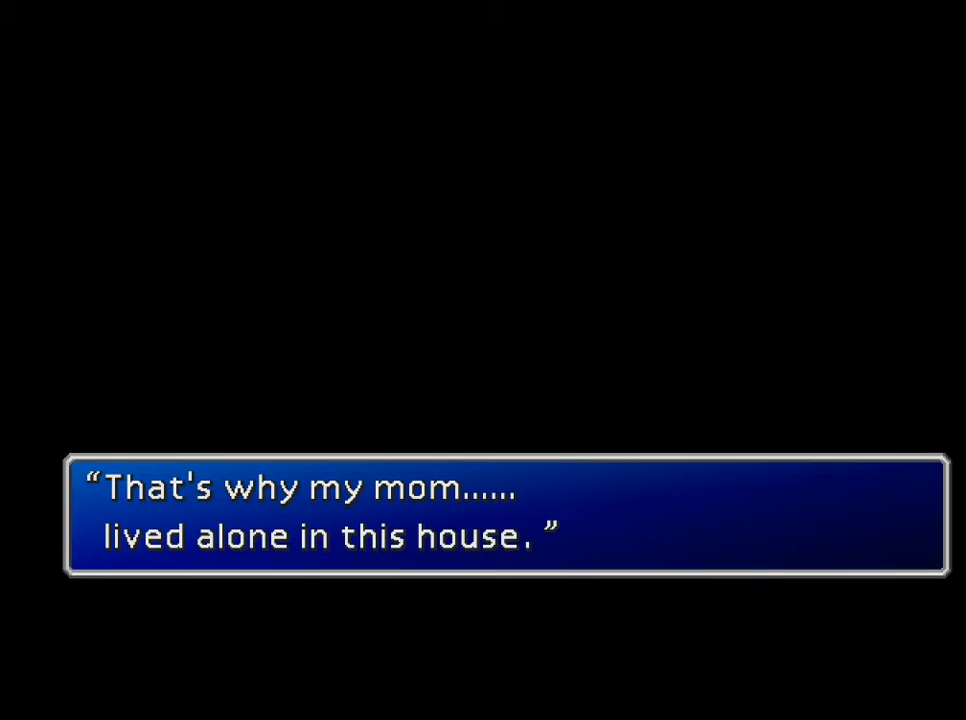 “That's why my mom......
lived alone in this house. ”